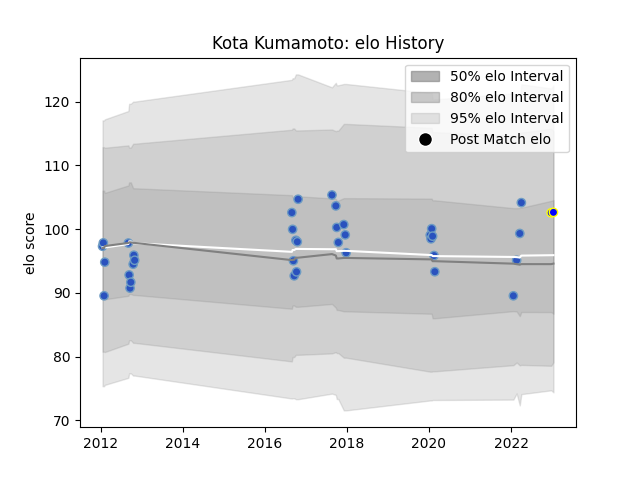 Kota Kumamoto: elo History
50% elo Interval
80% elo Interval
95% elo Interval
Post Match elo
elo score
120
110
100
90
80
70
2012
2014
2016
2018
2020
2022